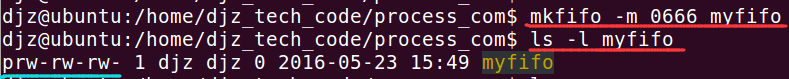 djz@ubuntu:/home/djz_tech_code/process_com$ mkfifo -m 0666 myfifo
djz@ubuntu:/home/djz_tech_code/process_com$ ls -l myfifo
prw-rw-rw- 1 djz djz 0 2016-05-23 15:49 myfifo